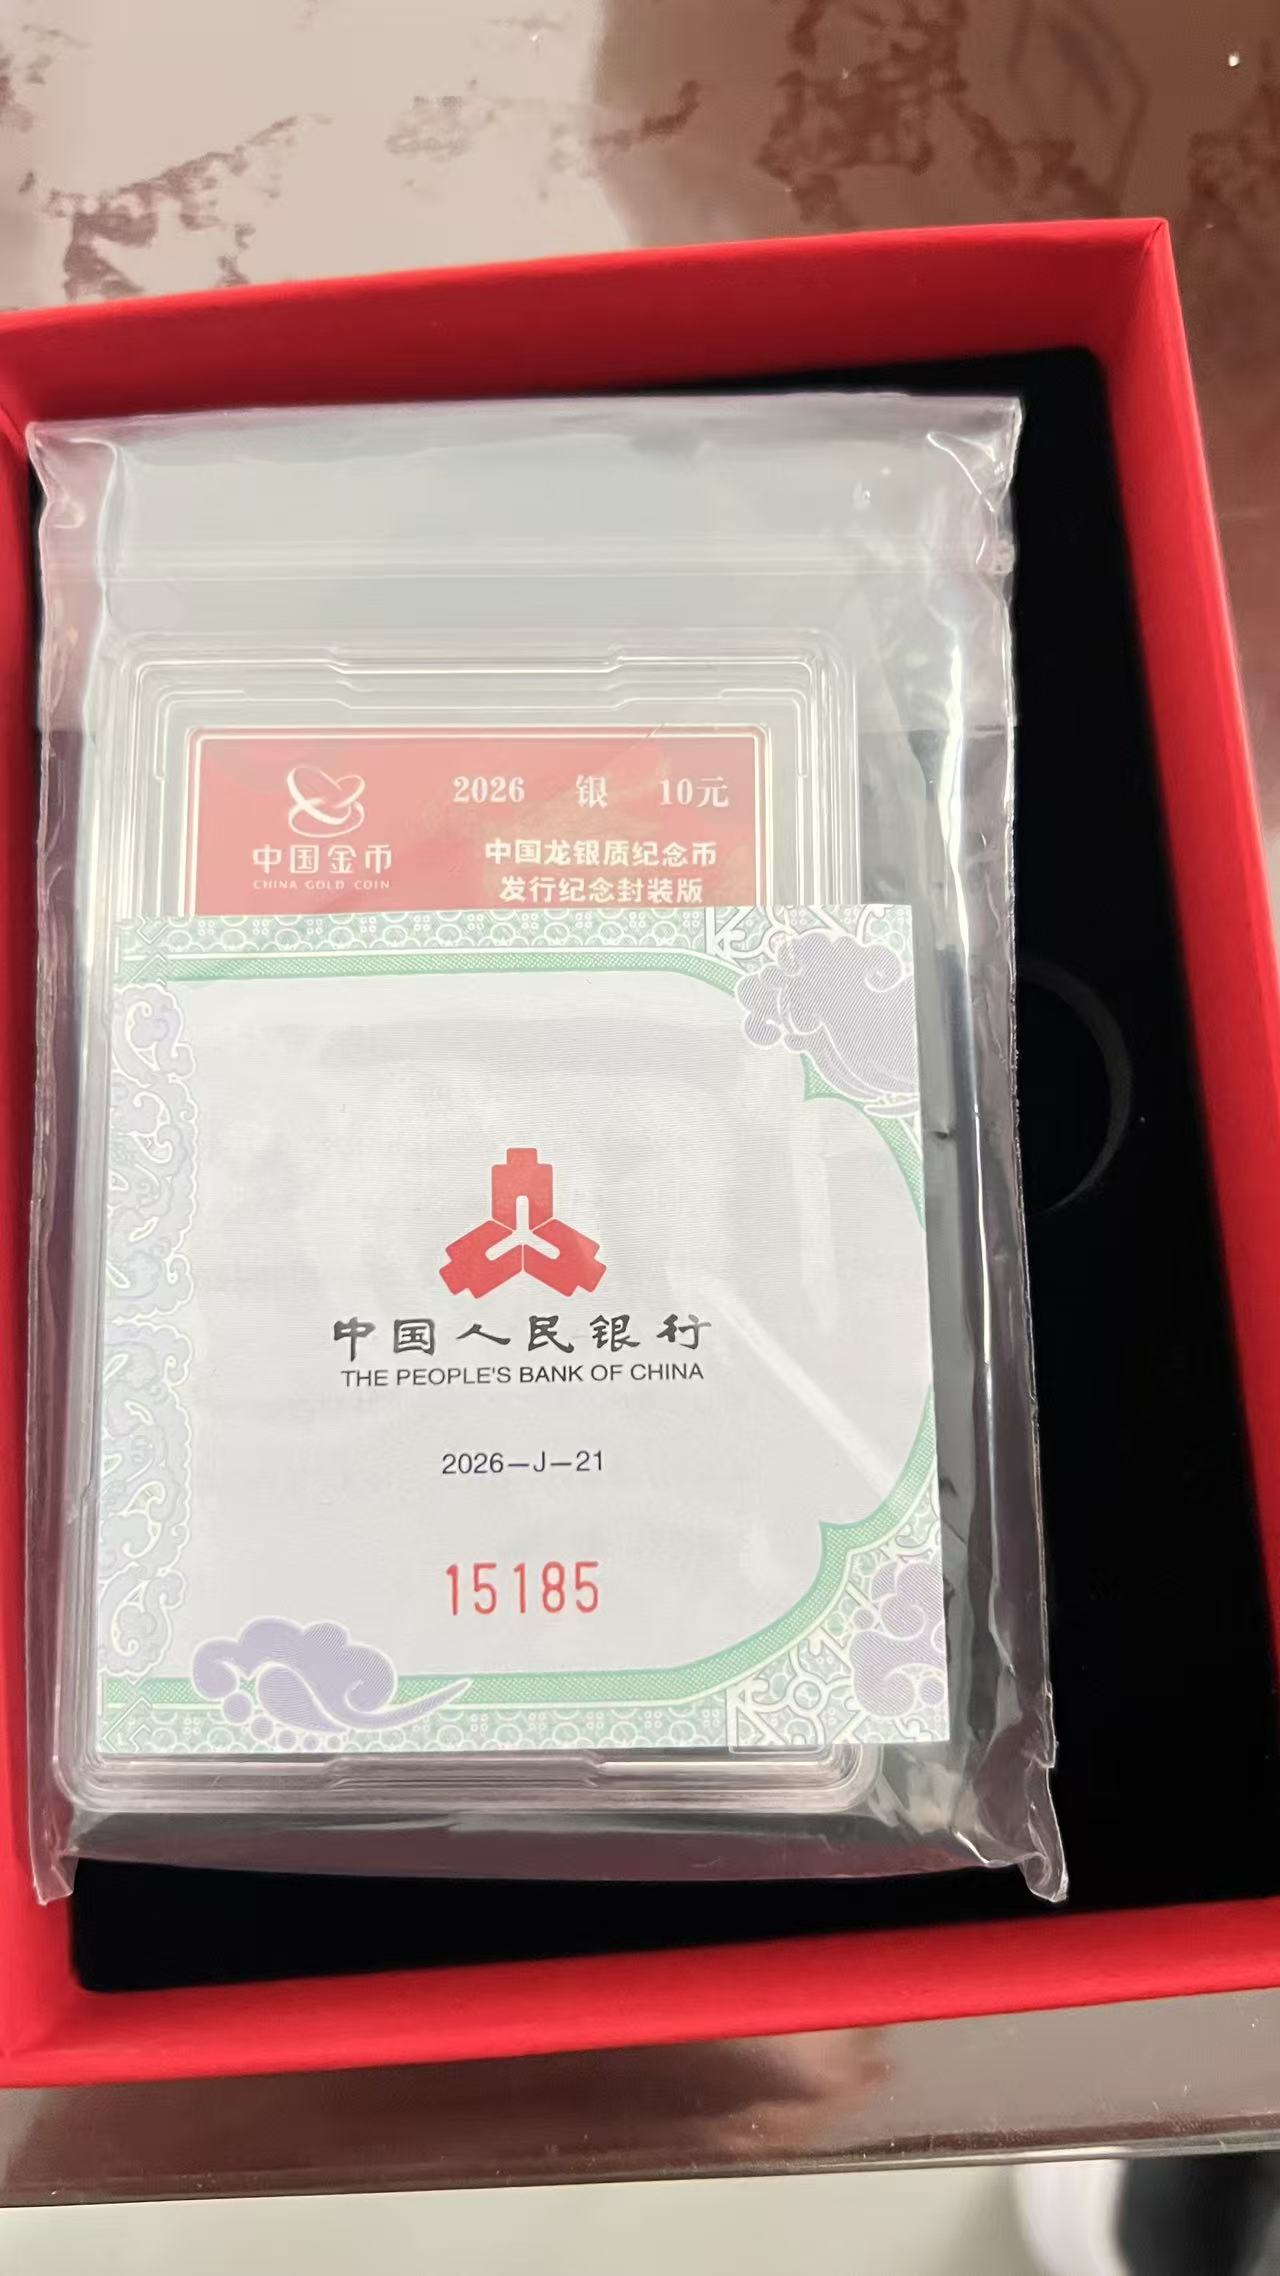 中国金币
CHINA GOLD COIN
2026 银 10元
中国龙银质纪念币
发行纪念封装版
中国人民银行
THE PEOPLE'S BANK OF CHINA
2026—J—21
15185